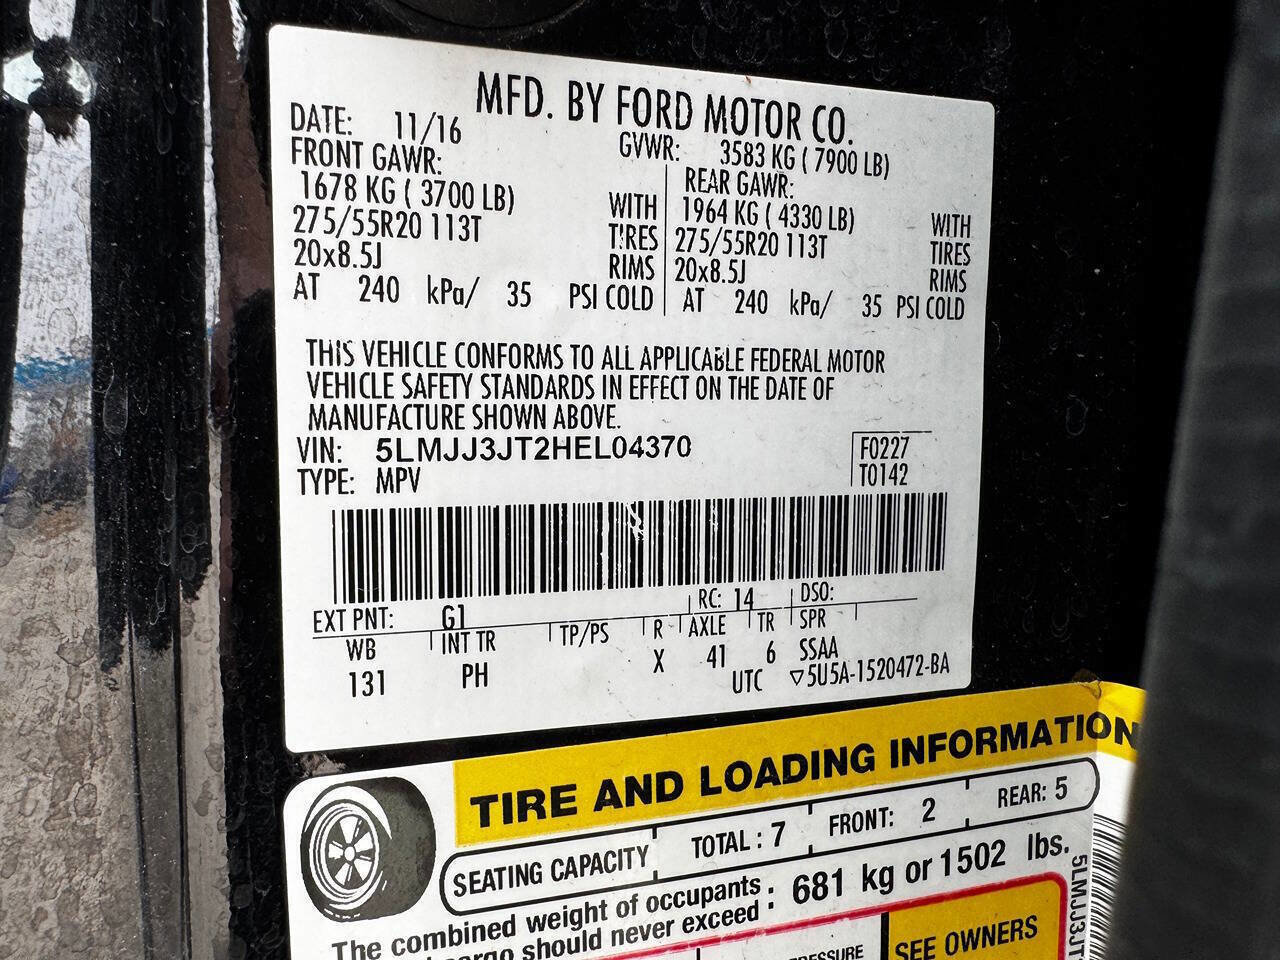 MFD. BY FORD MOTOR CO.
DATE: 11/16 GVWR: 3583 KG ( 7900 LB)
FRONT GAWR: REAR GAWR:
1678 KG ( 3700 LB) WITH 1964 KG ( 4330 LB) WITH
275/55R20 113T TIRES 275/55R20 113T TIRES
20x8.5J RIMS 20x8.5J RIMS
AT 240 kPa/ 35 PSI COLD AT 240 kPa/ 35 PSI COLD
THIS VEHICLE CONFORMS TO ALL APPLICABLE FEDERAL MOTOR
VEHICLE SAFETY STANDARDS IN EFFECT ON THE DATE OF
MANUFACTURE SHOWN ABOVE.
VIN: 5LMJJ3JT2HEL04370 F0227
TYPE: MPV T0142
EXT PNT: G1 RC: 14 DSO:
WB INT TR TP/PS R AXLE TR SPR
131 PH X 41 6 SSAA
UTC ▽5U5A-1520472-BA
TIRE AND LOADING INFORMATION
SEATING CAPACITY TOTAL : 7 FRONT: 2 REAR: 5
The combined weight of occupants : 681 kg or 1502 lbs.
should never exceed :
SEE OWNERS
5LMJJ3JT